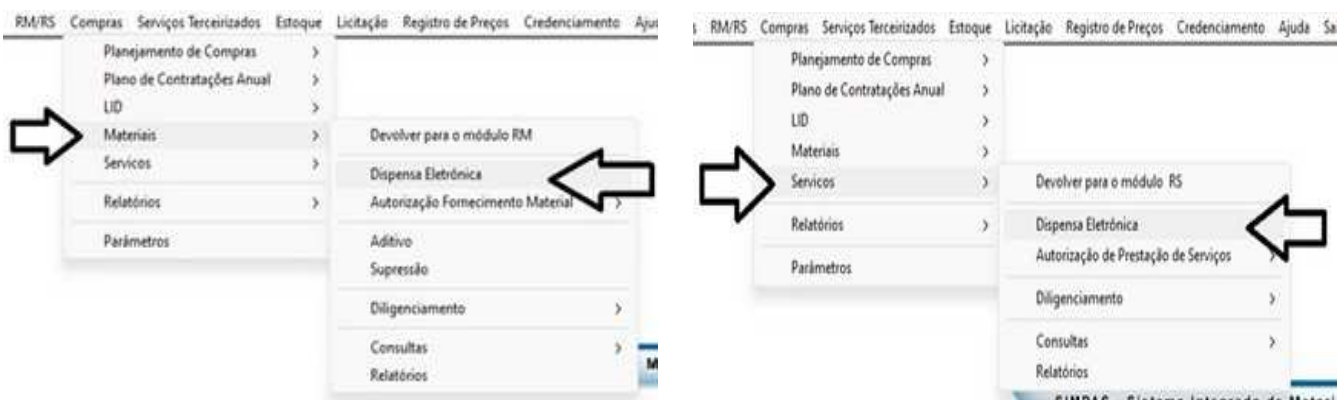 RM/RS Compras Serviços Terceirizados Estoque Licitação Registro de Preços Credenciamento
Planejamento de Compras
Plano de Contratações Anual
LID
Materiais
Servicos
Relatórios
Parâmetros
Devolver para o módulo RM
Dispensa Eletrônica
Autorização Fornecimento Material
Aditivo
Supressão
Diligenciamento
Consultas
Relatórios
M
RM/RS Compras Serviços Terceirizados Estoque Licitação Registro de Preços Credenciamento Ajuda
Planejamento de Compras
Plano de Contratações Anual
LID
Materiais
Servicos
Relatórios
Parâmetros
Devolver para o módulo RS
Dispensa Eletrônica
Autorização de Prestação de Serviços
Diligenciamento
Consultas
Relatórios